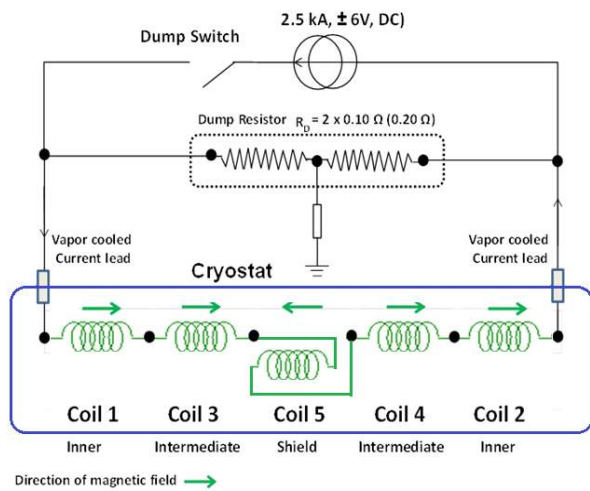 2.5 kA, ± 6V, DC)
Dump Switch
Dump Resistor R_D = 2 x 0.10 Ω (0.20 Ω)
Vapor cooled
Current lead
Vapor cooled
Current lead
Cryostat
Coil 1 Coil 3 Coil 5 Coil 4 Coil 2
Inner Intermediate Shield Intermediate Inner
Direction of magnetic field